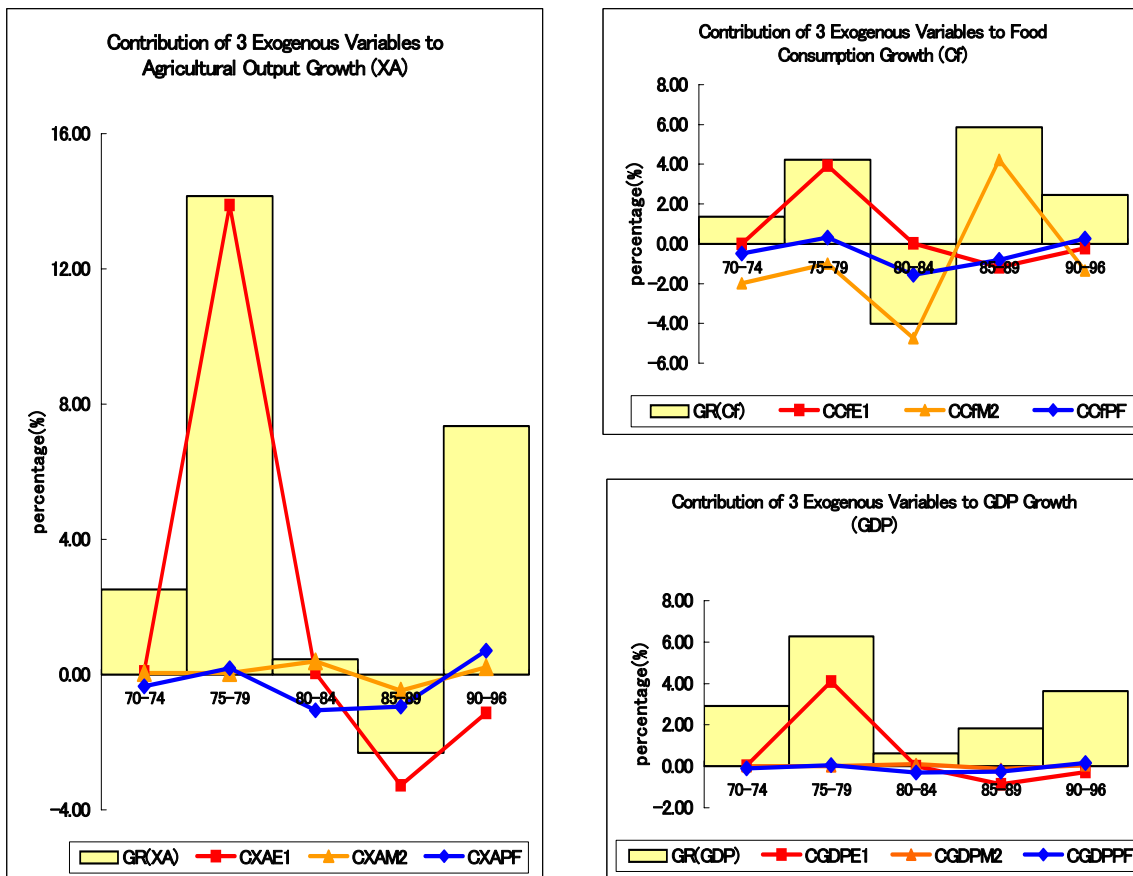 Contribution of 3 Exogenous Variables to
Agricultural Output Growth (XA)
percentage(%)
16.00
12.00
8.00
4.00
0.00
-4.00
70-74
75-79
80-84
85-89
90-96
GR(XA) CXAE1 CXAM2 CXAPF
Contribution of 3 Exogenous Variables to Food
Consumption Growth (Cf)
percentage(%)
8.00
6.00
4.00
2.00
0.00
-2.00
-4.00
-6.00
70-74
75-79
80-84
85-89
90-96
GR(Cf) CCfE1 CCfM2 CCfPF
Contribution of 3 Exogenous Variables to GDP Growth
(GDP)
percentage(%)
8.00
6.00
4.00
2.00
0.00
-2.00
70-74
75-79
80-84
85-89
90-96
GR(GDP) CGDPE1 CGDPM2 CGDPPF